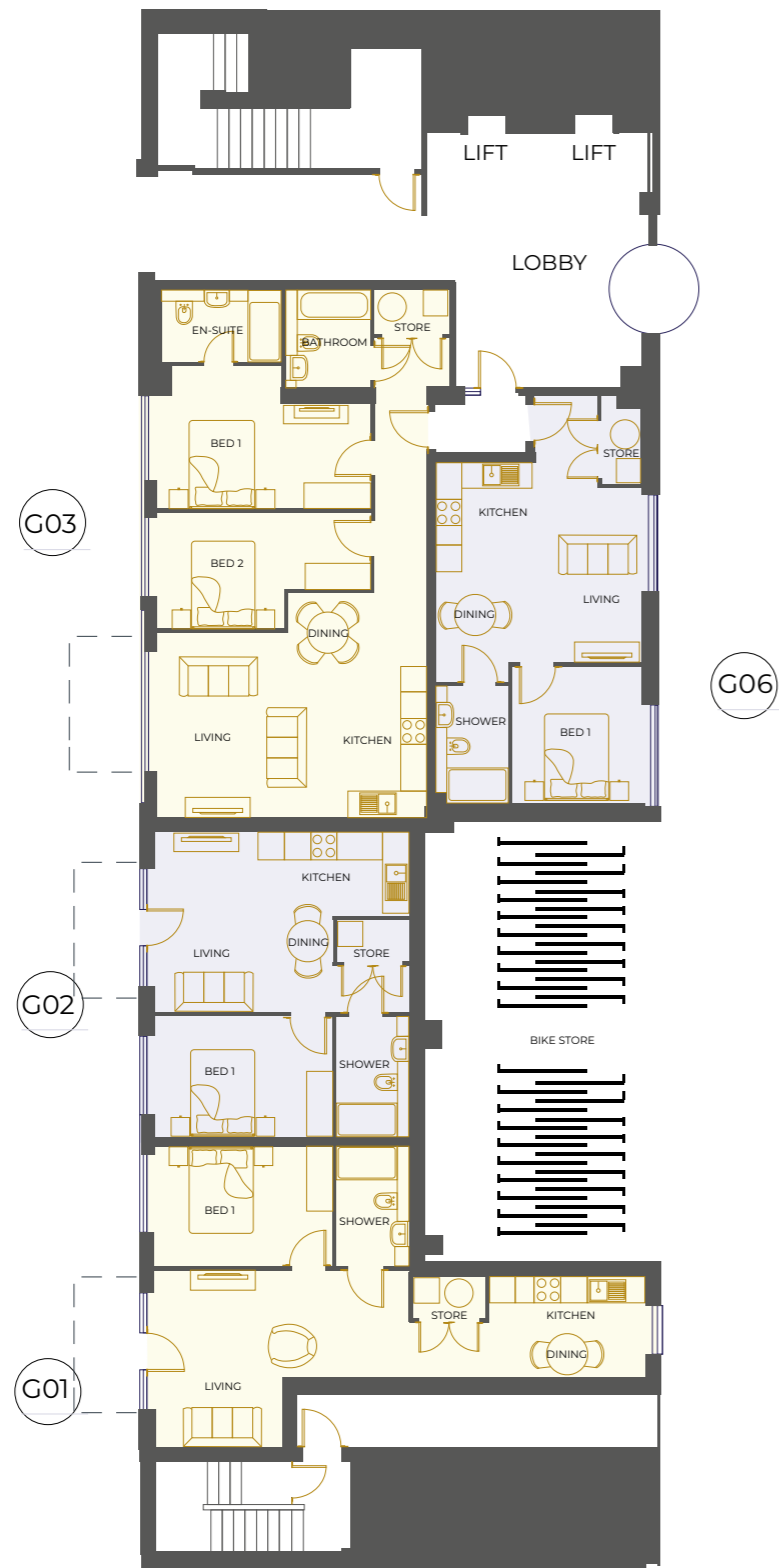 LIFT LIFT
LOBBY
EN-SUITE
BATHROOM
STORE
BED 1
STORE
G03
KITCHEN
BED 2
LIVING
DINING
DINING
G06
LIVING
KITCHEN
SHOWER
BED 1
KITCHEN
LIVING
DINING
STORE
G02
BIKE STORE
BED 1
SHOWER
BED 1
SHOWER
STORE
KITCHEN
DINING
G01
LIVING